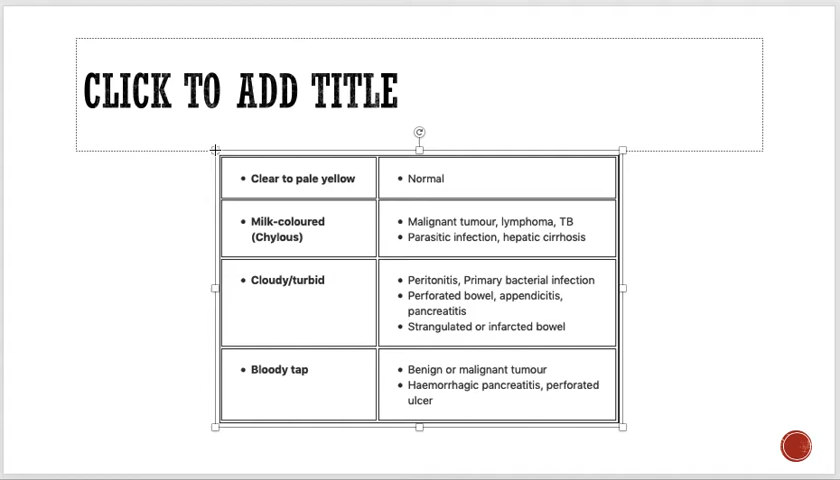 CLICK TO ADD TITLE
• Clear to pale yellow
• Normal
• Milk-coloured
(Chylous)
• Malignant tumour, lymphoma, TB
• Parasitic infection, hepatic cirrhosis
• Cloudy/turbid
• Peritonitis, Primary bacterial infection
• Perforated bowel, appendicitis,
pancreatitis
• Strangulated or infarcted bowel
• Bloody tap
• Benign or malignant tumour
• Haemorrhagic pancreatitis, perforated
ulcer